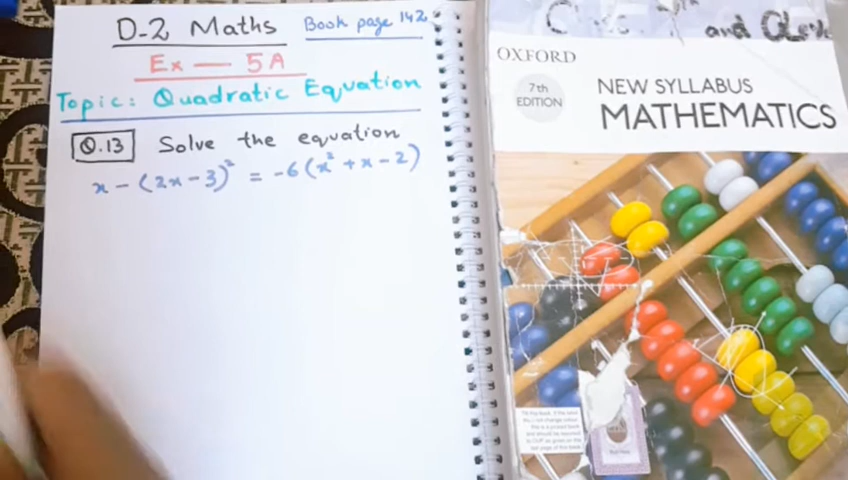 D-2 Maths Book page 142
Ex — 5A
Topic: Quadratic Equation
Q.13 Solve the equation
x - (2x - 3)² = -6(x² + x - 2)
and OLeve
OXFORD
7th
EDITION
NEW SYLLABUS
MATHEMATICS